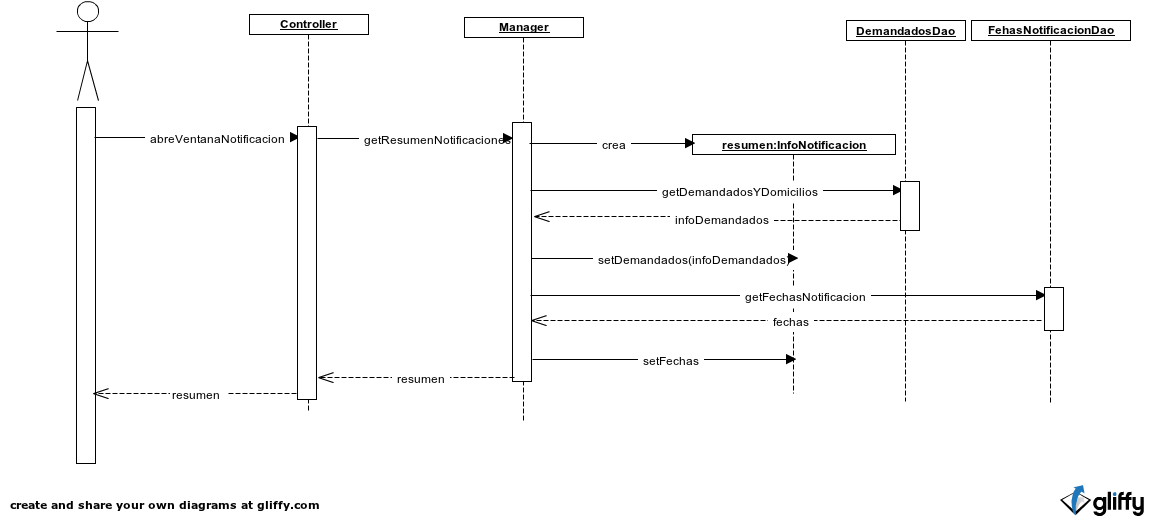 Controller
Manager
DemandadosDao
FehasNotificacionDao
abreVentanaNotificacion
getResumenNotificaciones
crea
resumen:InfoNotificacion
getDemandadosYDomicilios
infoDemandados
setDemandados(infoDemandados)
getFechasNotificacion
fechas
setFechas
resumen
resumen
create and share your own diagrams at gliffy.com
gliffy